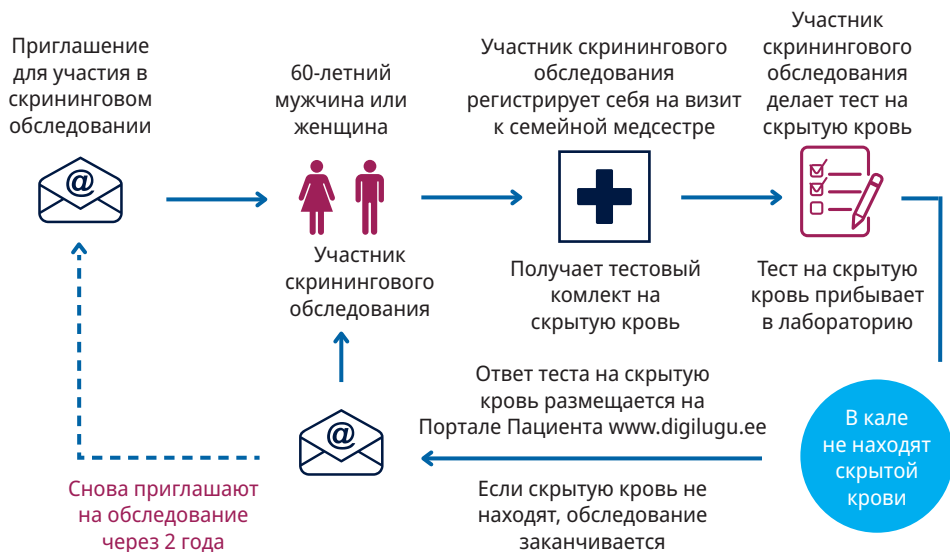 Приглашение
для участия в
скрининговом
обследовании
@
60-летний
мужчина или
женщина
Участник
скринингового
обследования
Участник скринингового
обследования
регистрирует себя на визит
к семейной медсестре
Получает тестовый
комлект на
скрытую кровь
Участник
скринингового
обследования
делает тест на
скрытую кровь
Тест на скрытую
кровь прибывает
в лабораторию
В кале
не находят
скрытой
крови
Ответ теста на скрытую
кровь размещается на
Портале Пациента www.digilugu.ee
Если скрытую кровь не
находят, обследование
заканчивается
@
Снова приглашают
на обследование
через 2 года